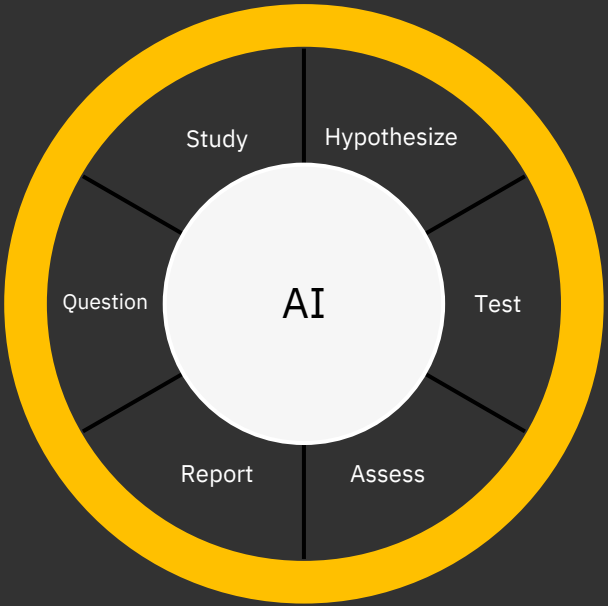 Study
Hypothesize
Question
AI
Test
Report
Assess